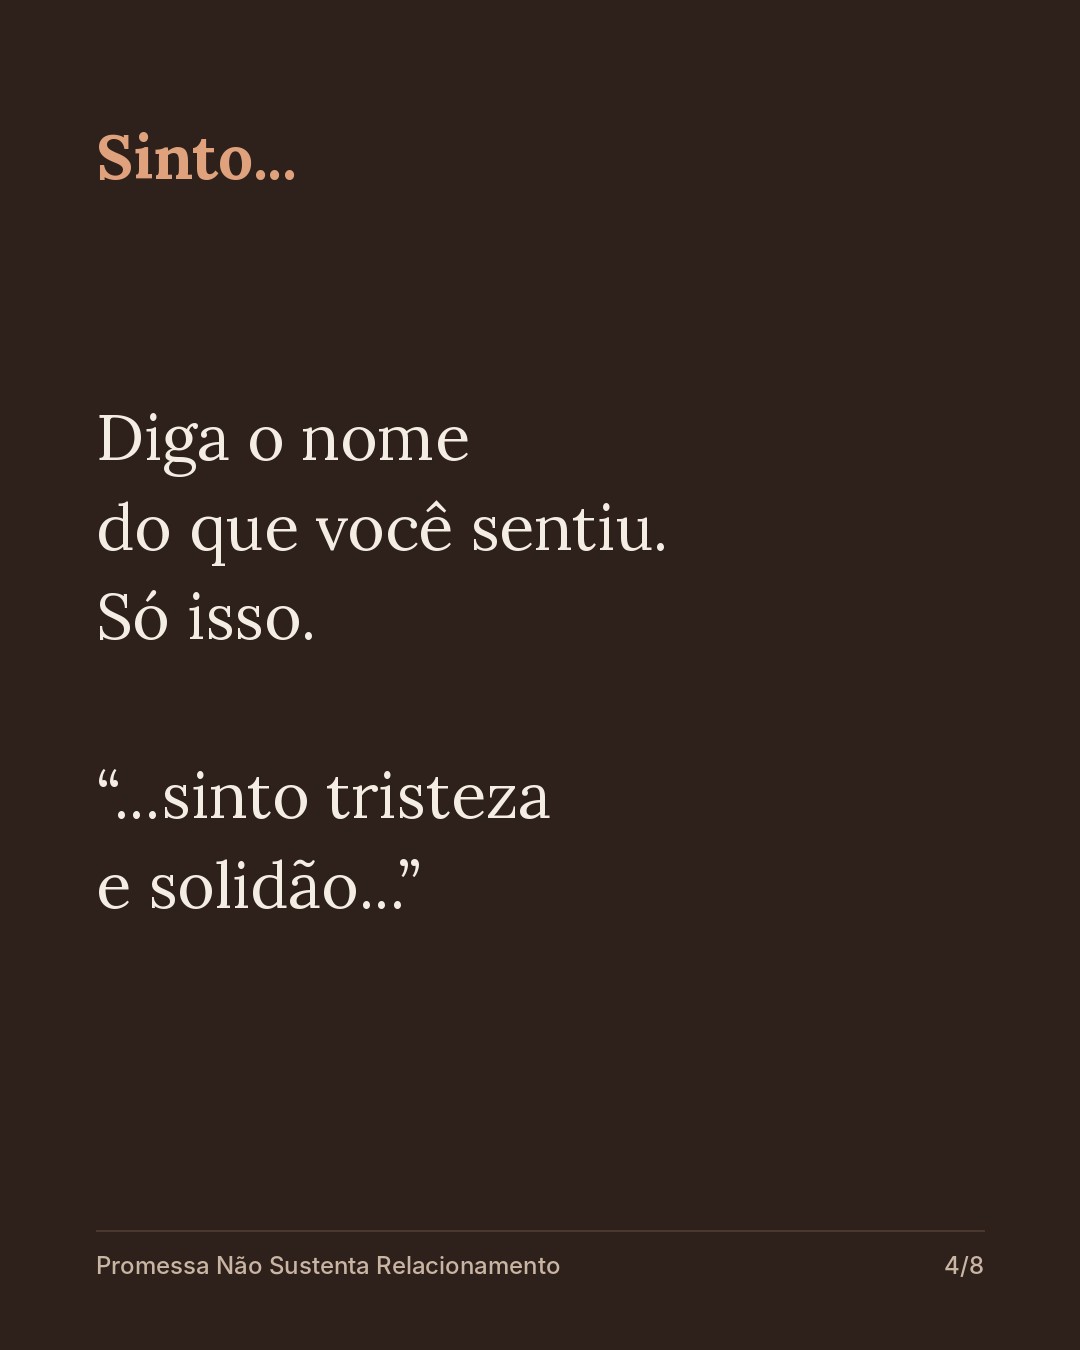 Sinto...
Diga o nome
do que você sentiu.
Só isso.
“...sinto tristeza
e solidão...”
Promessa Não Sustenta Relacionamento
4/8